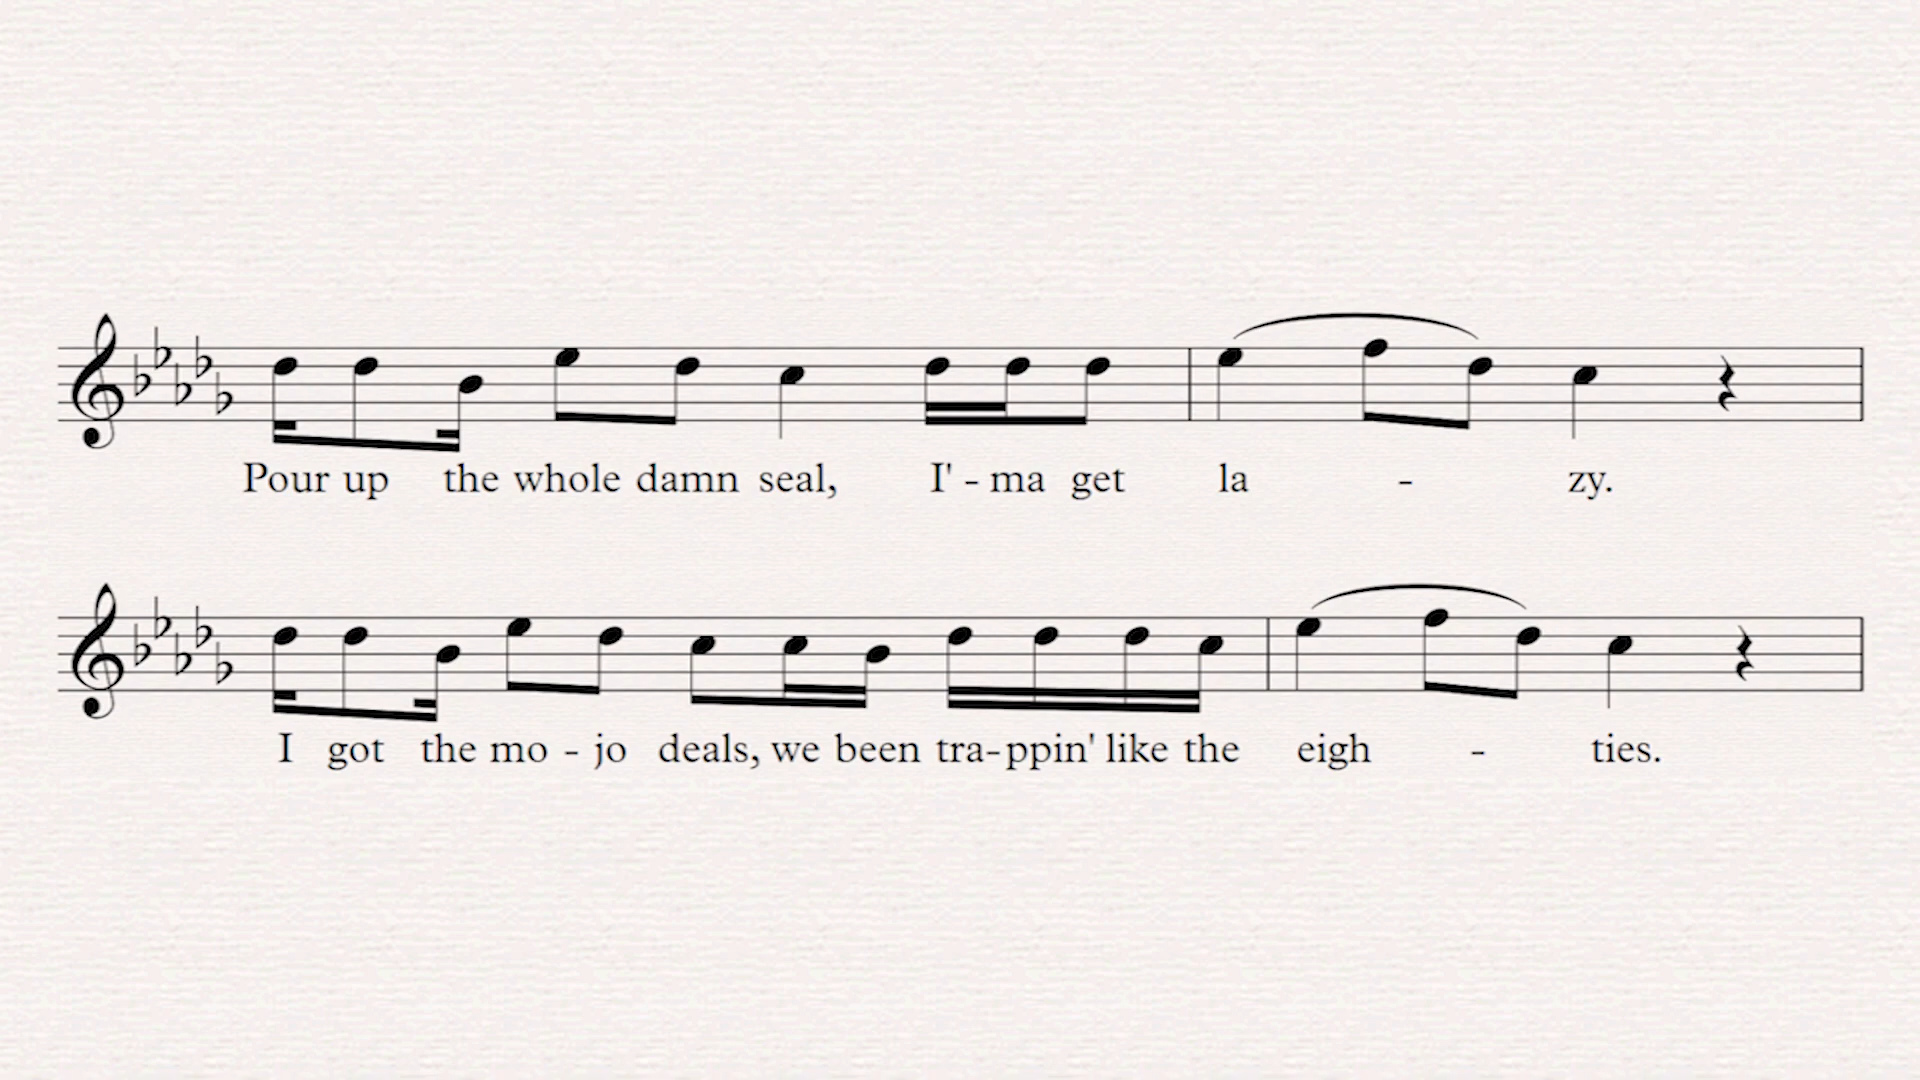 Pour up the whole damn seal, I' - ma get la - zy.
I got the mo - jo deals, we been tra-ppin' like the eigh - ties.